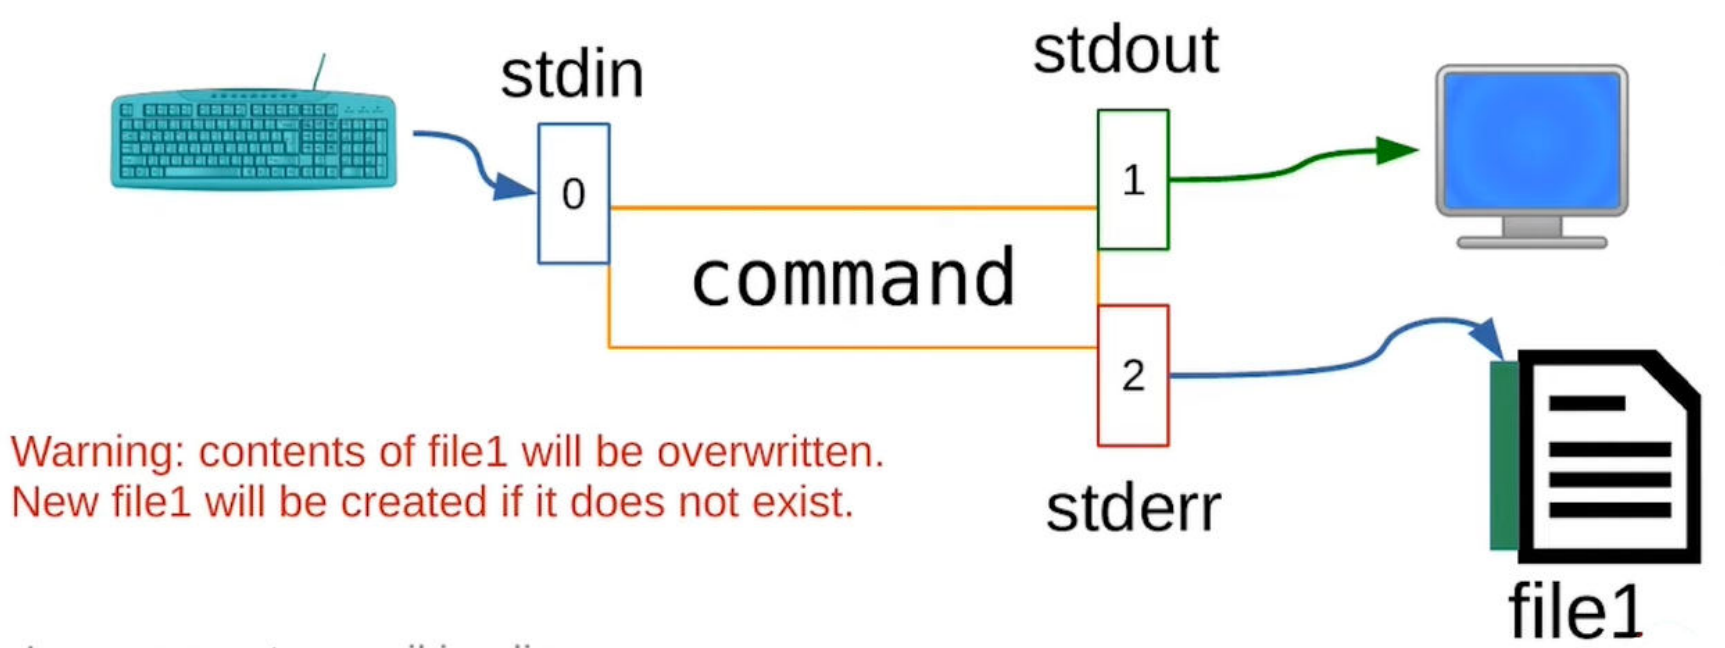 stdin
stdout
0
1
command
2
Warning: contents of file1 will be overwritten.
New file1 will be created if it does not exist.
stderr
file1